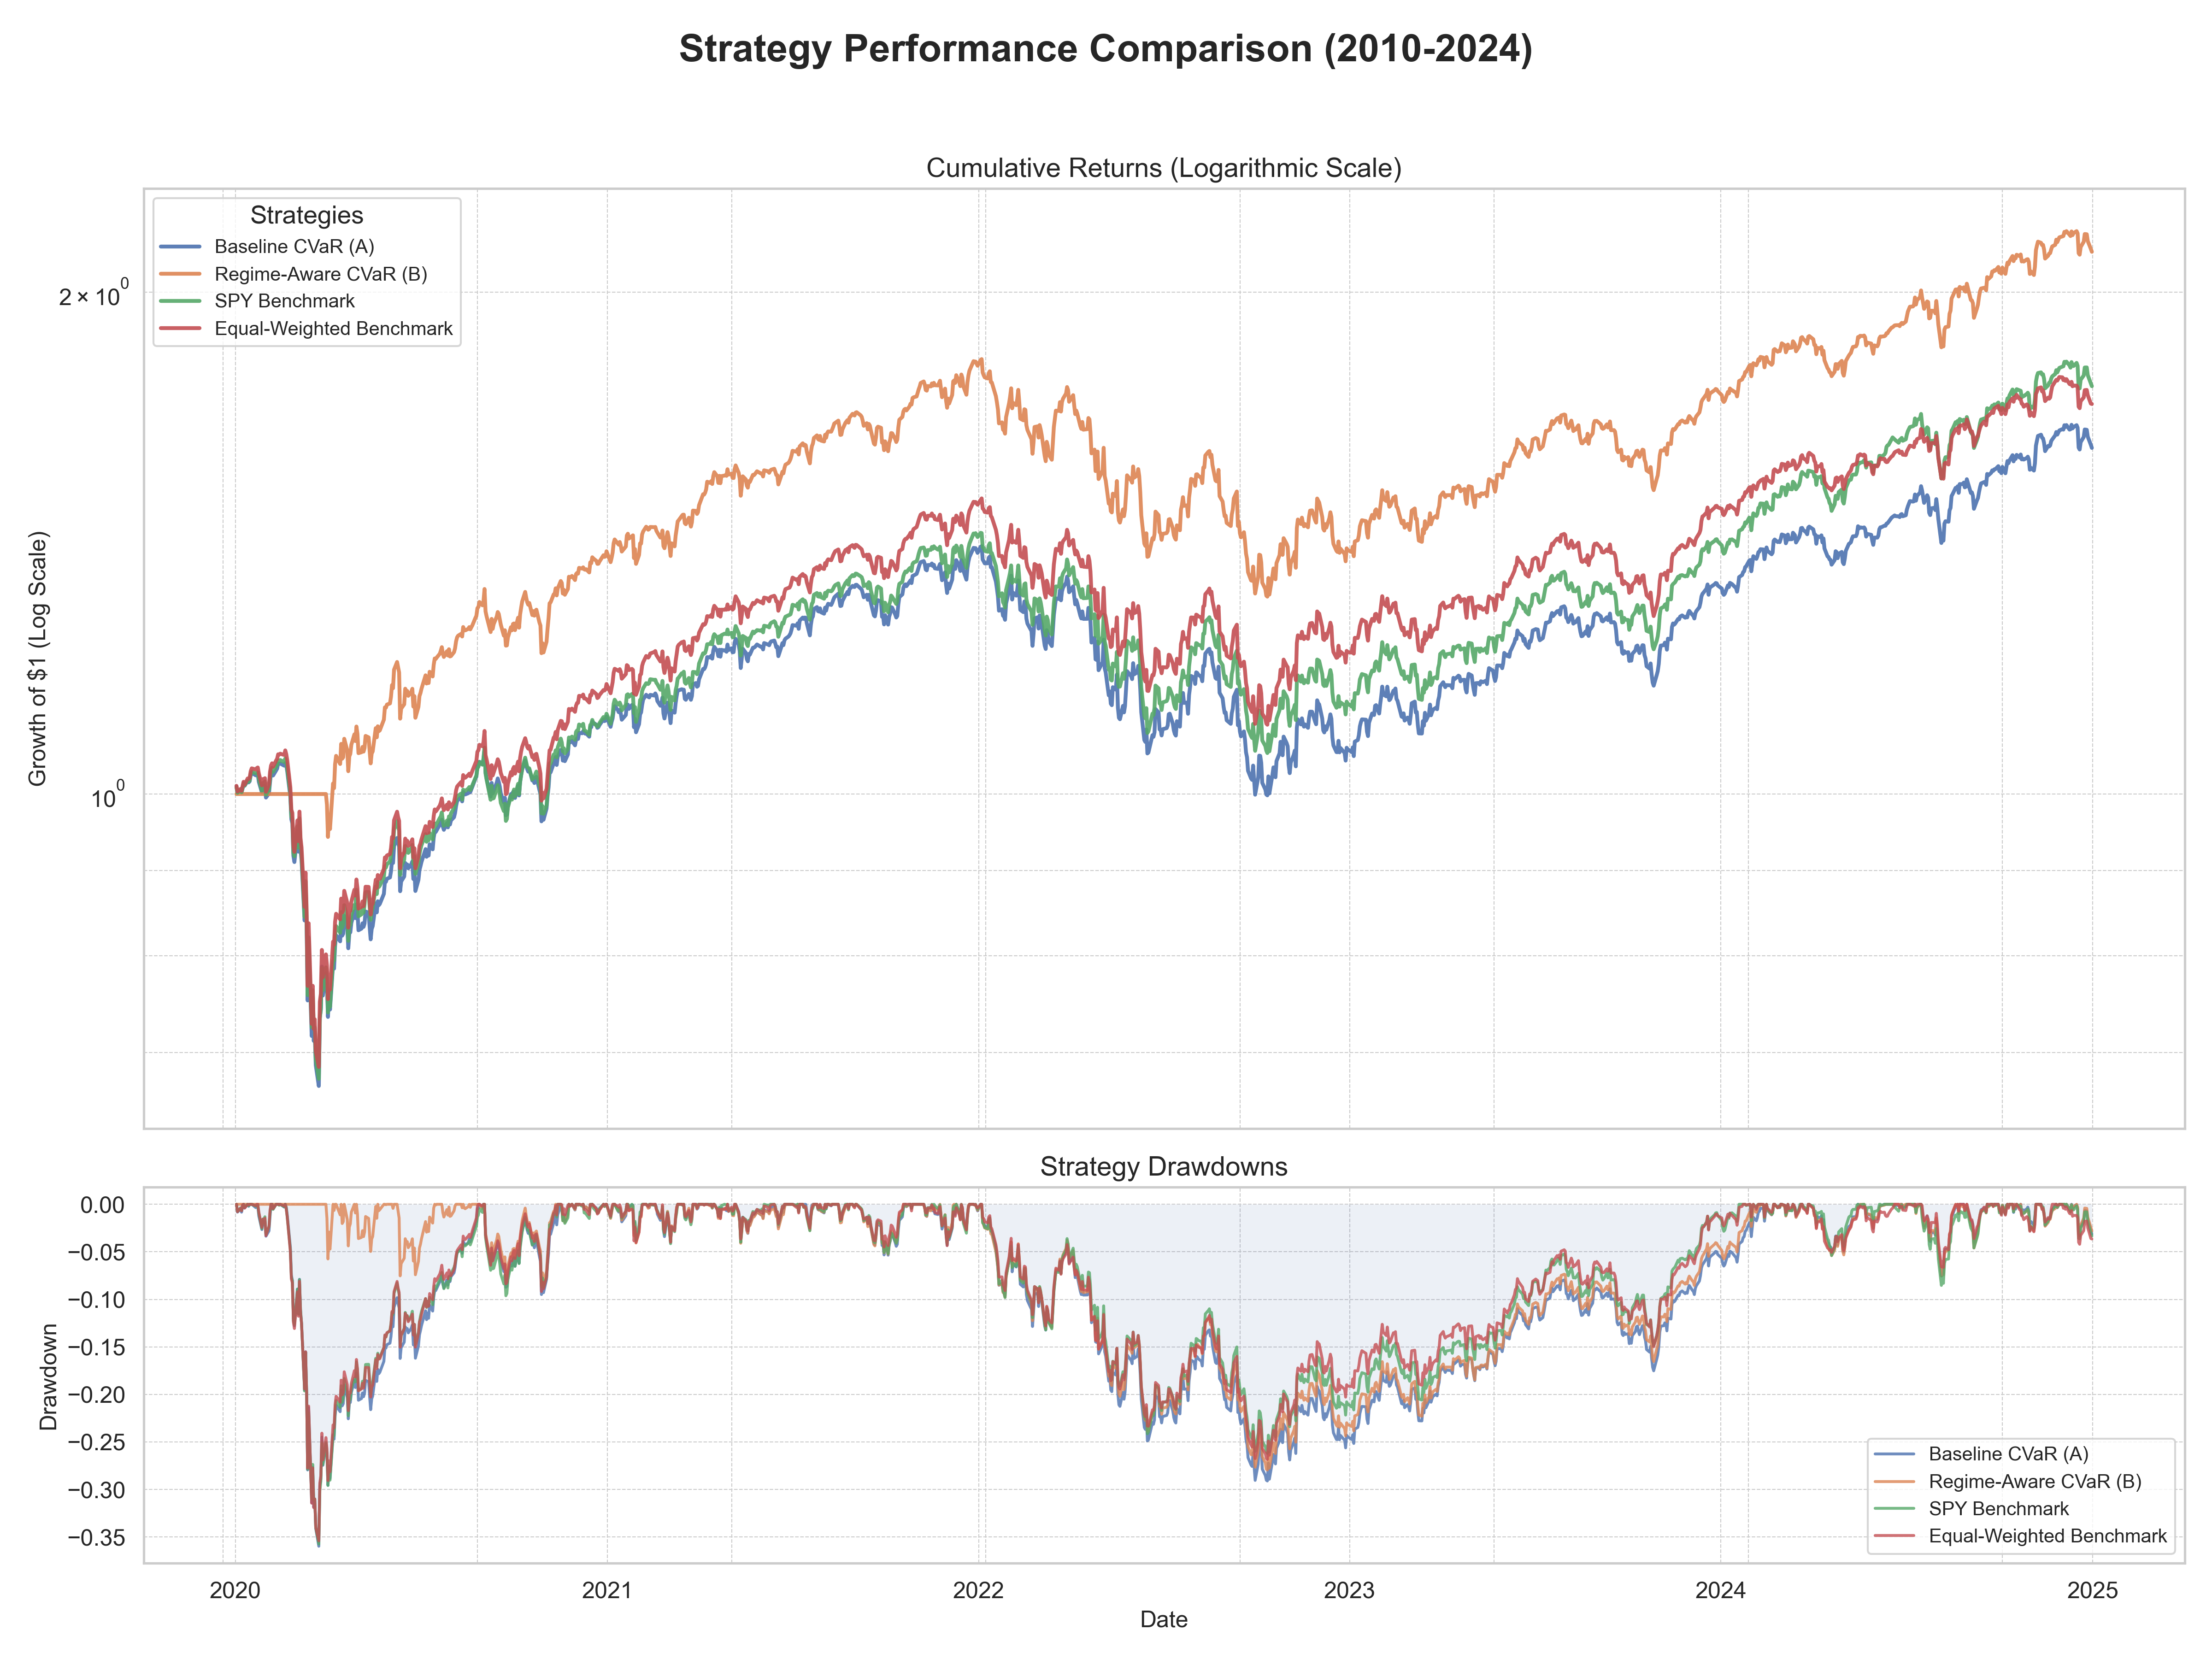 Strategy Performance Comparison (2010-2024)
Cumulative Returns (Logarithmic Scale)
Strategies
Baseline CVaR (A)
Regime-Aware CVaR (B)
SPY Benchmark
Equal-Weighted Benchmark
Growth of $1 (Log Scale)
2 × 10⁰
10⁰
Strategy Drawdowns
Drawdown
0.00
−0.05
−0.10
−0.15
−0.20
−0.25
−0.30
−0.35
Baseline CVaR (A)
Regime-Aware CVaR (B)
SPY Benchmark
Equal-Weighted Benchmark
2020 2021 2022 2023 2024 2025
Date